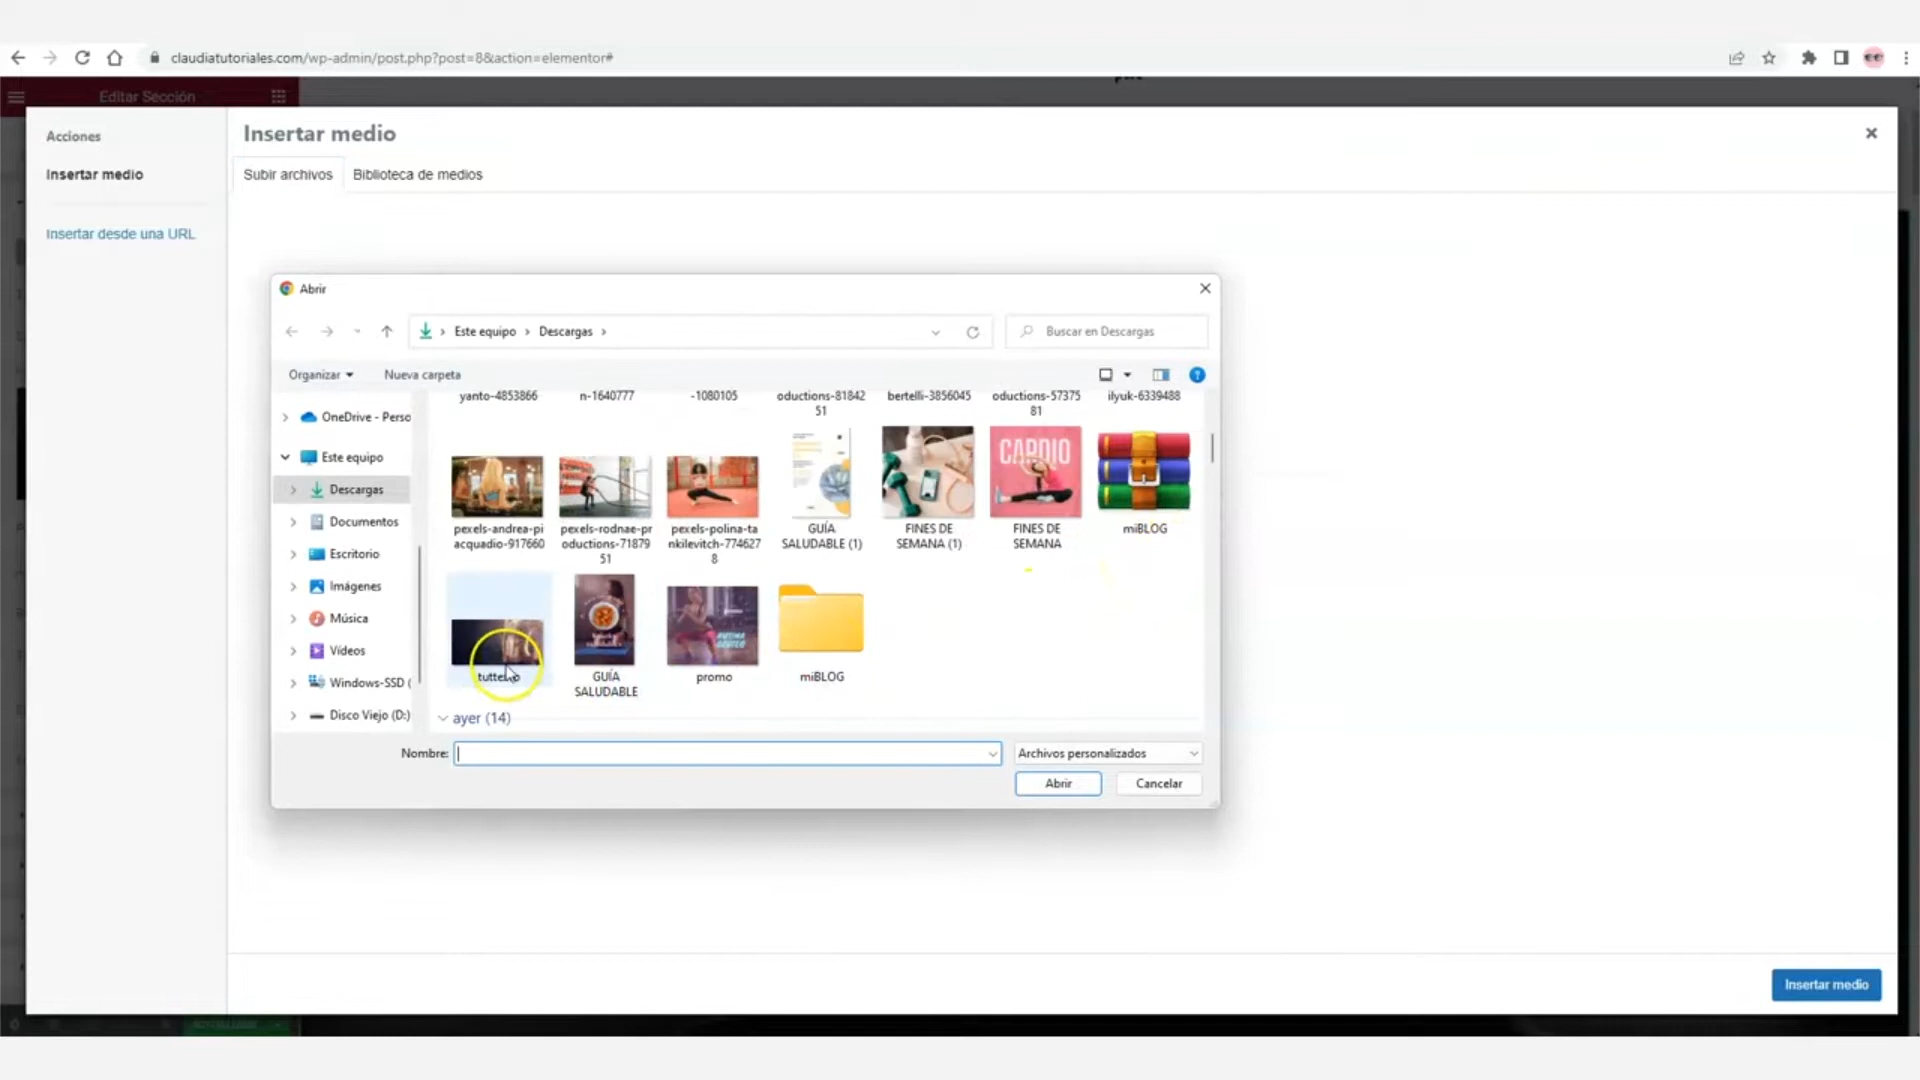 claudiatutoriales.com/wp-admin/post.php?post=8&action=elementor#
Editar Sección
Acciones
Insertar medio
Insertar medio
Insertar desde una URL
Subir archivos
Biblioteca de medios
Abrir
Este equipo
Descargas
Buscar en Descargas
Organizar
Nueva carpeta
OneDrive - Perso
Este equipo
Descargas
Documentos
Escritorio
Imágenes
Música
Vídeos
Windows-SSD (
Disco Viejo (D:)
yanto-4853866
n-1640777
-1080105
oductions-81842
51
bertelli-3856045
oductions-57375
81
ilyuk-6339488
CARDIO
pexels-andrea-pi
acquadio-917660
pexels-rodnae-pr
oductions-71879
51
pexels-polina-ta
nkilevitch-774627
8
GUÍA
SALUDABLE (1)
FINES DE
SEMANA (1)
FINES DE
SEMANA
miBLOG
GUÍA
SALUDABLE
promo
miBLOG
ayer (14)
Nombre:
Archivos personalizados
Abrir
Cancelar
Insertar medio